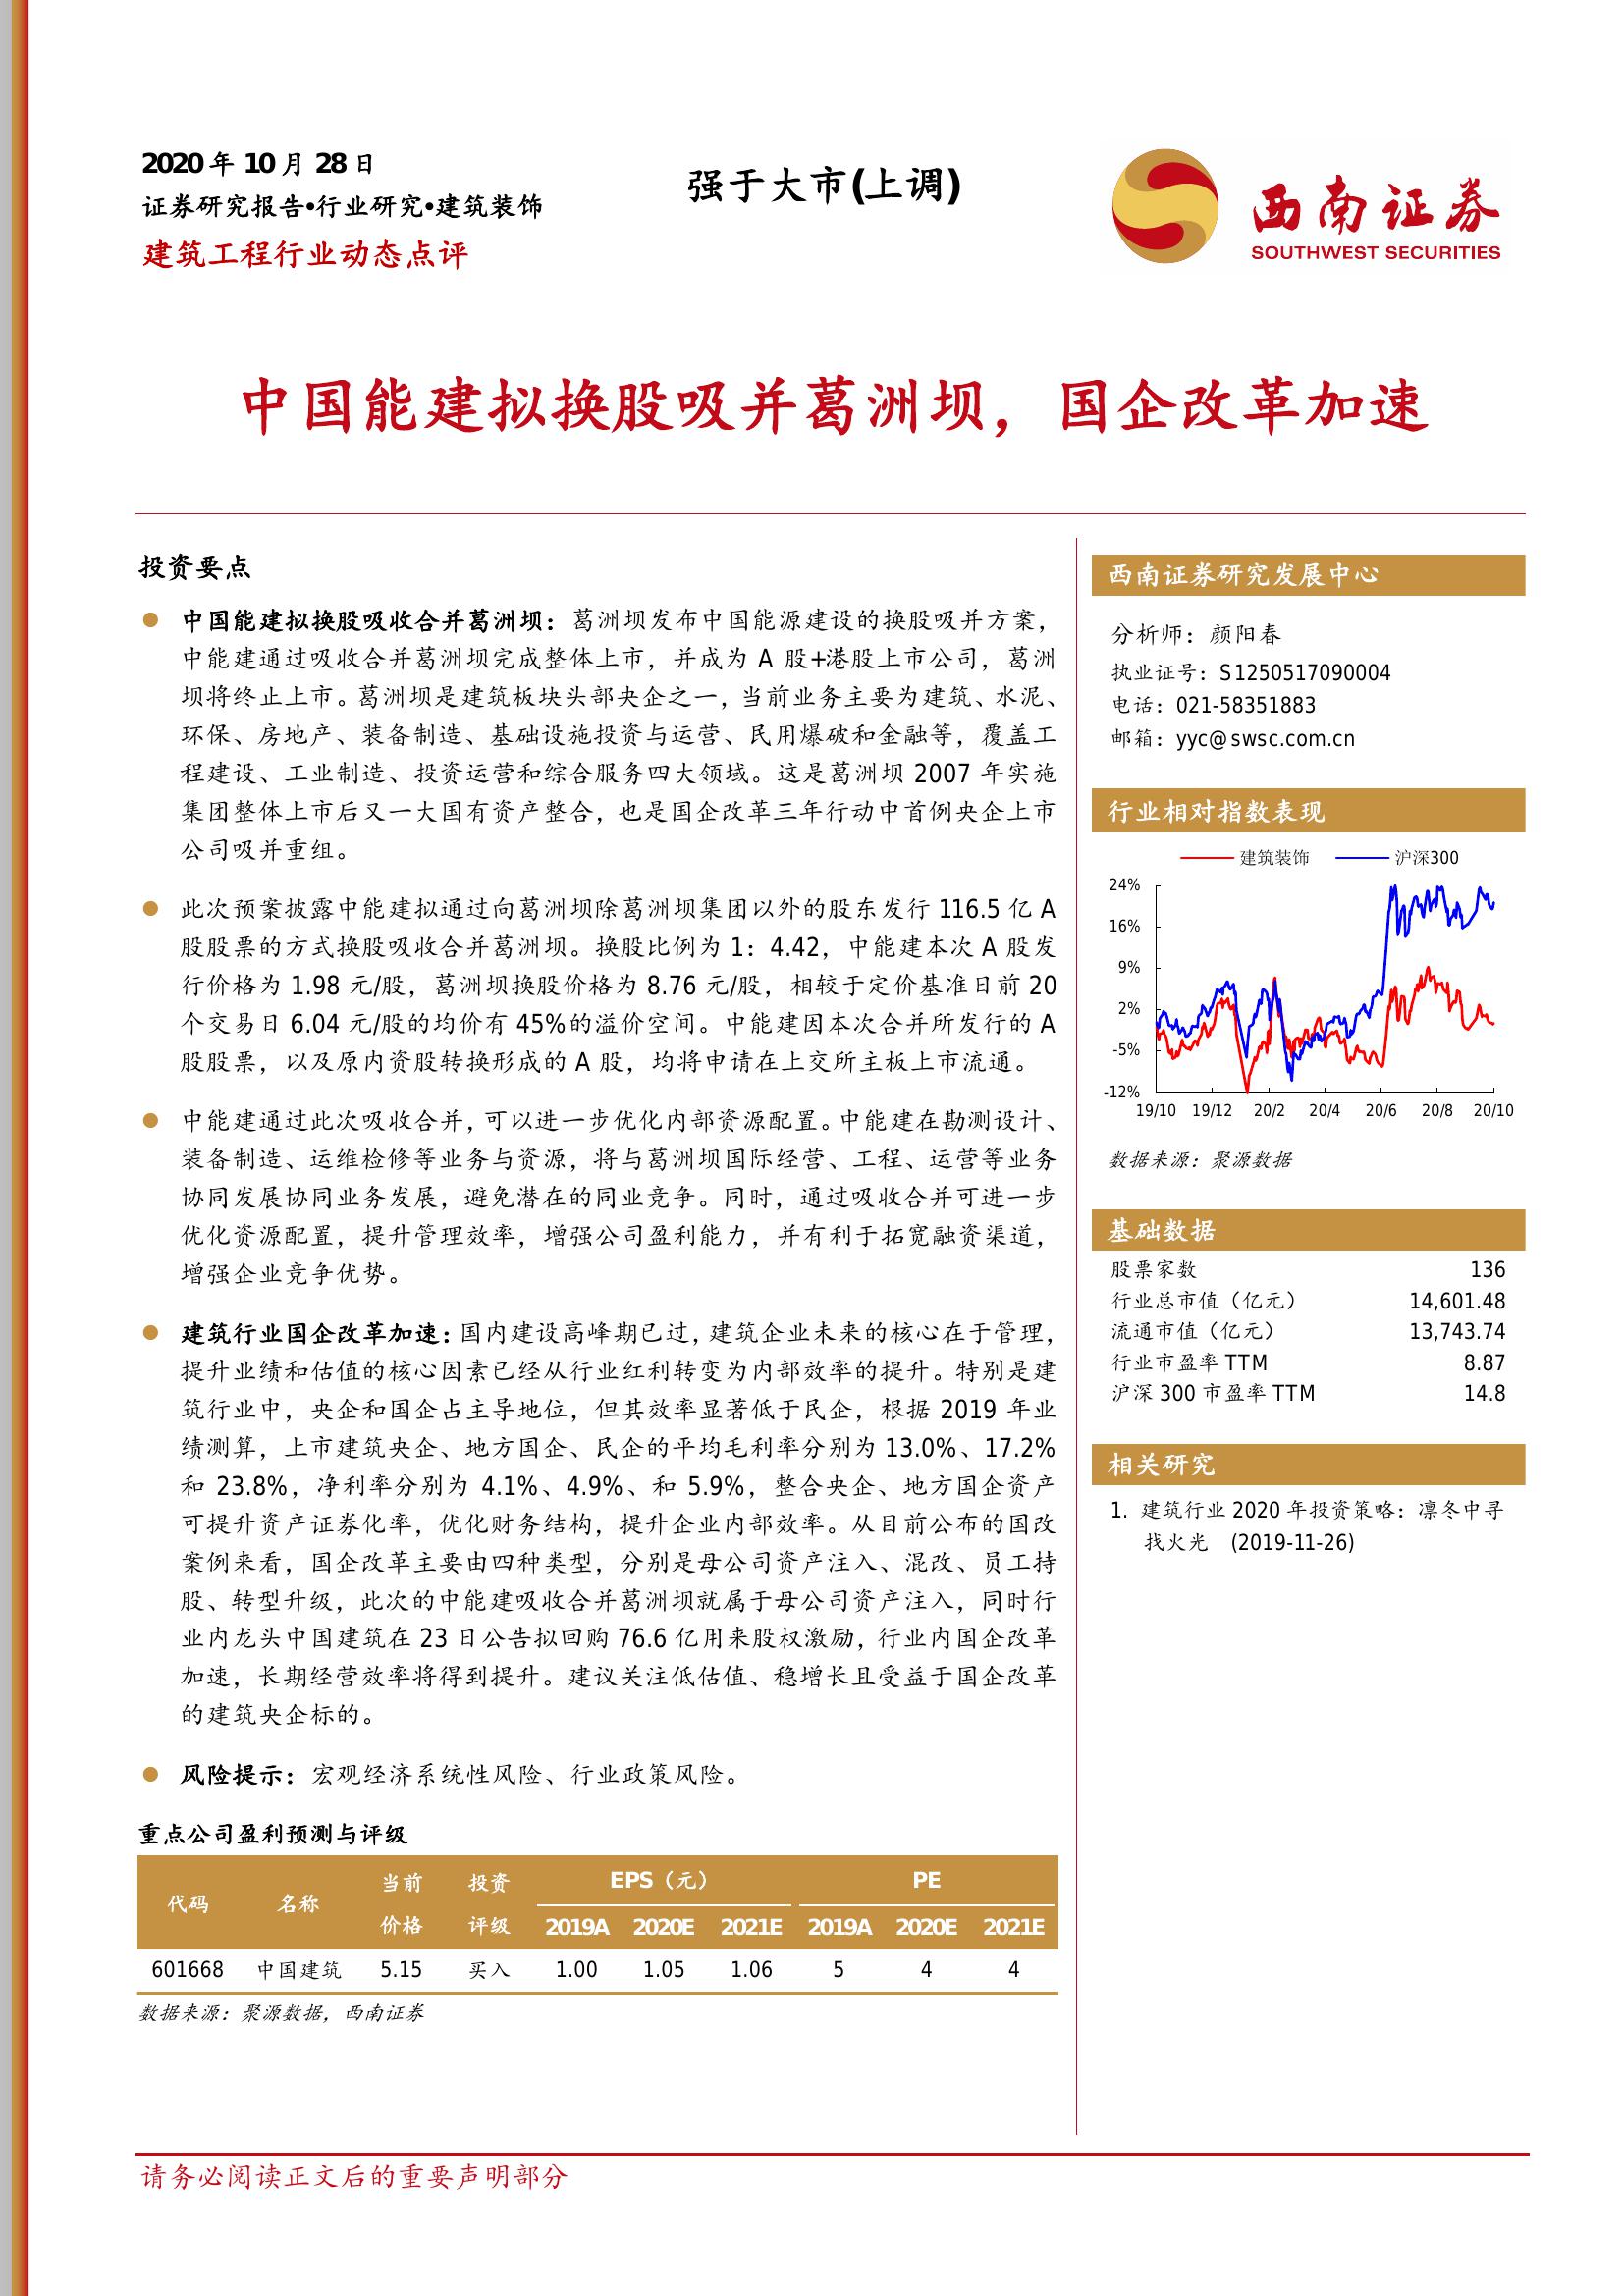 2020 年 10 月 28 日
证券研究报告•行业研究•建筑装饰
建筑工程行业动态点评
强于大市(上调)
西南证券
SOUTHWEST SECURITIES
中国能建拟换股吸并葛洲坝，国企改革加速
投资要点
中国能建拟换股吸收合并葛洲坝：葛洲坝发布中国能源建设的换股吸并方案，
中能建通过吸收合并葛洲坝完成整体上市，并成为 A 股+港股上市公司，葛洲
坝将终止上市。葛洲坝是建筑板块头部央企之一，当前业务主要为建筑、水泥、
环保、房地产、装备制造、基础设施投资与运营、民用爆破和金融等，覆盖工
程建设、工业制造、投资运营和综合服务四大领域。这是葛洲坝 2007 年实施
集团整体上市后又一大国有资产整合，也是国企改革三年行动中首例央企上市
公司吸并重组。
此次预案披露中能建拟通过向葛洲坝除葛洲坝集团以外的股东发行 116.5 亿 A
股股票的方式换股吸收合并葛洲坝。换股比例为 1：4.42，中能建本次 A 股发
行价格为 1.98 元/股，葛洲坝换股价格为 8.76 元/股，相较于定价基准日前 20
个交易日 6.04 元/股的均价有 45%的溢价空间。中能建因本次合并所发行的 A
股股票，以及原内资股转换形成的 A 股，均将申请在上交所主板上市流通。
中能建通过此次吸收合并，可以进一步优化内部资源配置。中能建在勘测设计、
装备制造、运维检修等业务与资源，将与葛洲坝国际经营、工程、运营等业务
协同发展协同业务发展，避免潜在的同业竞争。同时，通过吸收合并可进一步
优化资源配置，提升管理效率，增强公司盈利能力，并有利于拓宽融资渠道，
增强企业竞争优势。
建筑行业国企改革加速：国内建设高峰期已过，建筑企业未来的核心在于管理，
提升业绩和估值的核心因素已经从行业红利转变为内部效率的提升。特别是建
筑行业中，央企和国企占主导地位，但其效率显著低于民企，根据 2019 年业
绩测算，上市建筑央企、地方国企、民企的平均毛利率分别为 13.0%、17.2%
和 23.8%，净利率分别为 4.1%、4.9%、和 5.9%，整合央企、地方国企资产
可提升资产证券化率，优化财务结构，提升企业内部效率。从目前公布的国改
案例来看，国企改革主要由四种类型，分别是母公司资产注入、混改、员工持
股、转型升级，此次的中能建吸收合并葛洲坝就属于母公司资产注入，同时行
业内龙头中国建筑在 23 日公告拟回购 76.6 亿用来股权激励，行业内国企改革
加速，长期经营效率将得到提升。建议关注低估值、稳增长且受益于国企改革
的建筑央企标的。
风险提示：宏观经济系统性风险、行业政策风险。
重点公司盈利预测与评级
代码 名称 当前价格 投资评级 EPS（元） PE
2019A 2020E 2021E 2019A 2020E 2021E
601668 中国建筑 5.15 买入 1.00 1.05 1.06 5 4 4
数据来源：聚源数据，西南证券
西南证券研究发展中心
分析师：颜阳春
执业证号：S1250517090004
电话：021-58351883
邮箱：yyc@swsc.com.cn
行业相对指数表现
建筑装饰 沪深300
24%
16%
9%
2%
-5%
-12%
19/10 19/12 20/2 20/4 20/6 20/8 20/10
数据来源：聚源数据
基础数据
股票家数 136
行业总市值（亿元） 14,601.48
流通市值（亿元） 13,743.74
行业市盈率 TTM 8.87
沪深 300 市盈率 TTM 14.8
相关研究
1. 建筑行业 2020 年投资策略：凛冬中寻
找火光 (2019-11-26)
请务必阅读正文后的重要声明部分